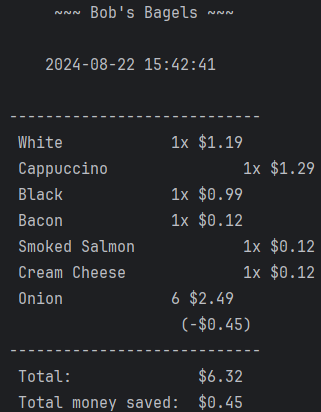 ~~~ Bob's Bagels ~~~
2024-08-22 15:42:41
----------------------------
White 1x $1.19
Cappuccino 1x $1.29
Black 1x $0.99
Bacon 1x $0.12
Smoked Salmon 1x $0.12
Cream Cheese 1x $0.12
Onion 6 $2.49
(-$0.45)
----------------------------
Total: $6.32
Total money saved: $0.45